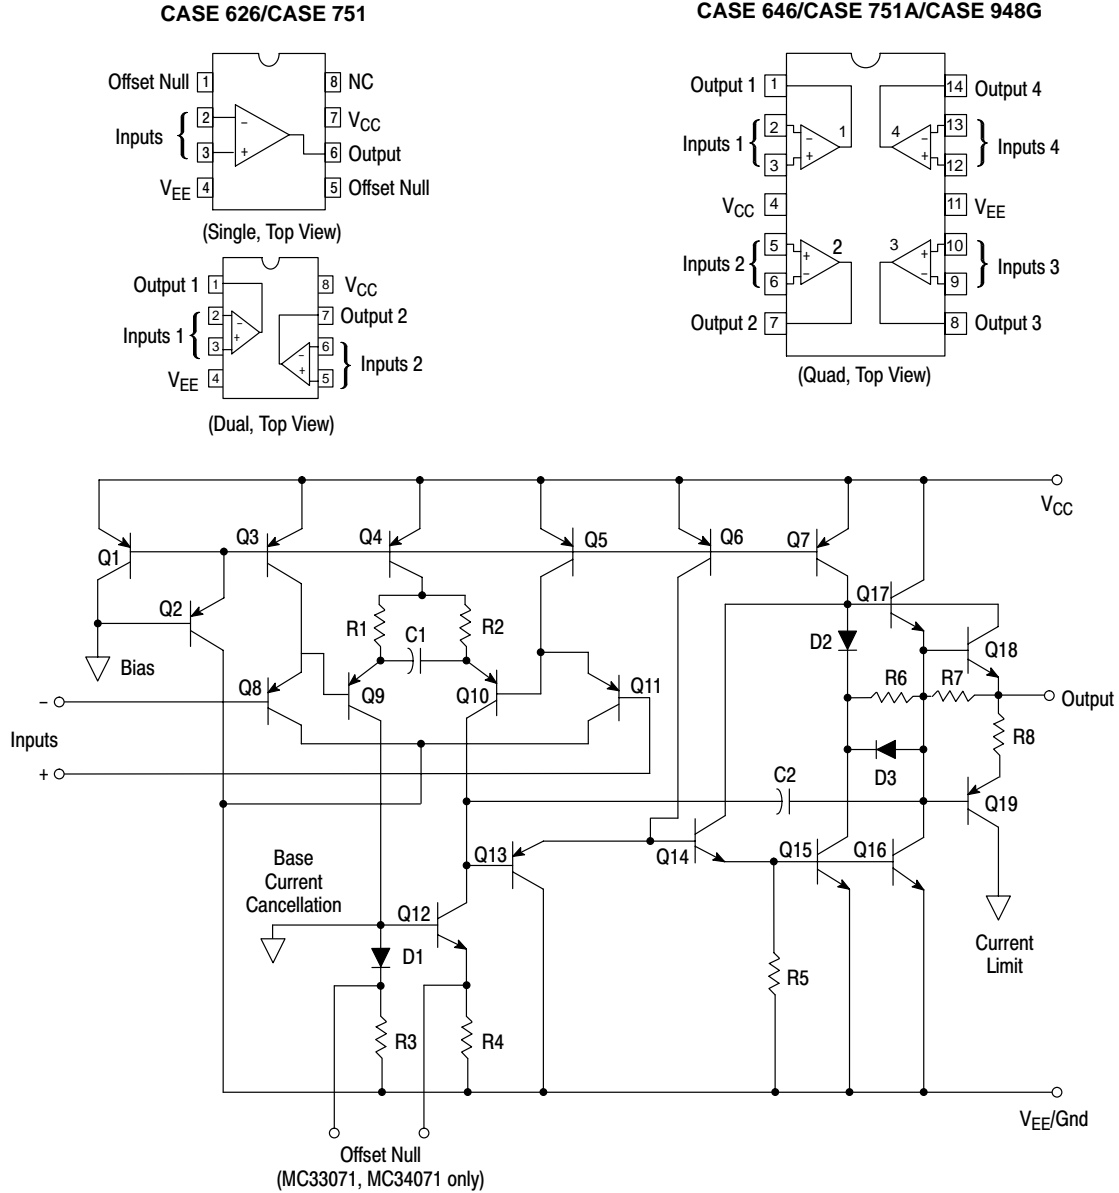 CASE 626/CASE 751
Offset Null 1
8 NC
Inputs
2
−
3
+
7 VCC
6 Output
VEE 4
5 Offset Null
(Single, Top View)
Output 1 1
8 VCC
Inputs 1
2
−
3
+
7 Output 2
6
−
5
+
Inputs 2
VEE 4
(Dual, Top View)
CASE 646/CASE 751A/CASE 948G
Output 1 1
14 Output 4
Inputs 1
2
−
3
+
1
4
−
13
+
12
Inputs 4
VCC 4
11 VEE
Inputs 2
5
+
6
−
2
3
+
10
−
9
Inputs 3
Output 2 7
8 Output 3
(Quad, Top View)
VCC
Q1
Q3
Q4
Q5
Q6
Q7
Q17
Q2
Bias
R1
C1
R2
D2
Q18
Q8
Q9
Q10
Q11
R6
R7
Output
−
Inputs
+
R8
D3
C2
Q19
Base
Current
Cancellation
Q13
Q14
Q15
Q16
Q12
D1
Current
Limit
R5
R3
R4
VEE/Gnd
Offset Null
(MC33071, MC34071 only)